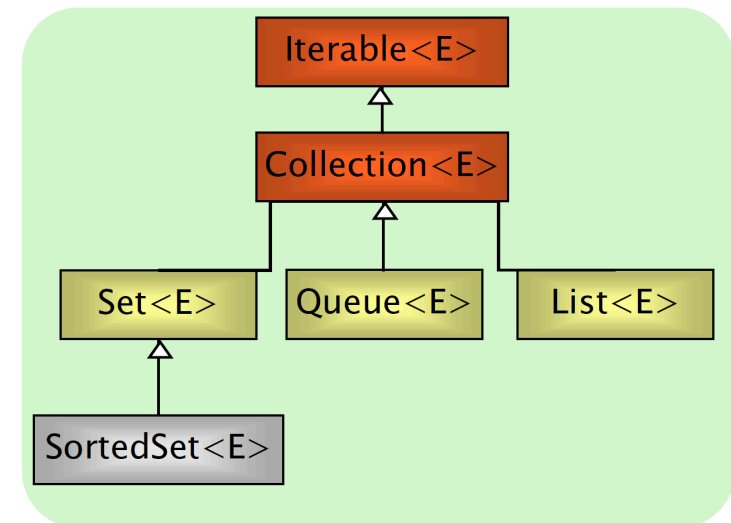 Iterable<E>
Collection<E>
Set<E>
Queue<E>
List<E>
SortedSet<E>